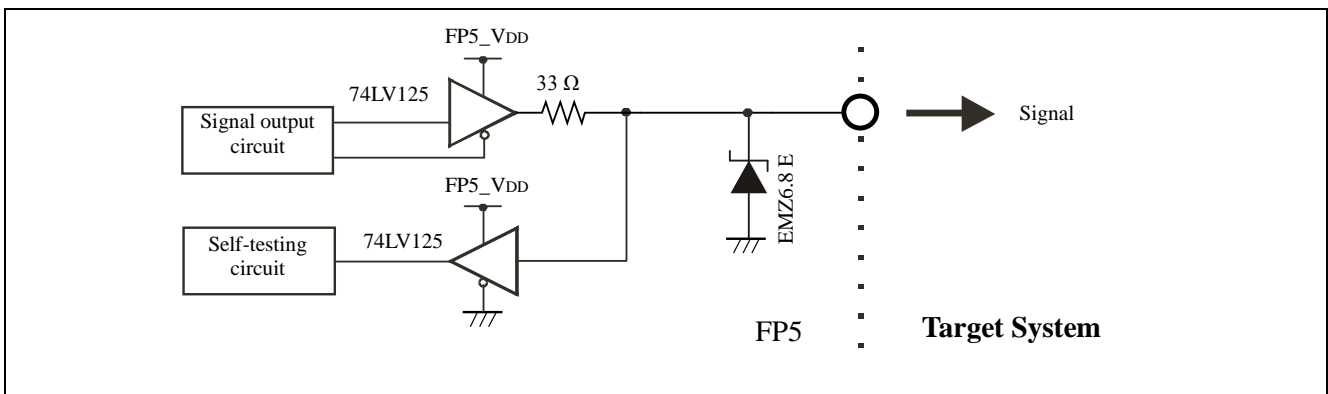 FP5_VDD
74LV125
33 Ω
Signal output
circuit
Signal
EMZ6.8 E
FP5_VDD
74LV125
Self-testing
circuit
FP5
Target System